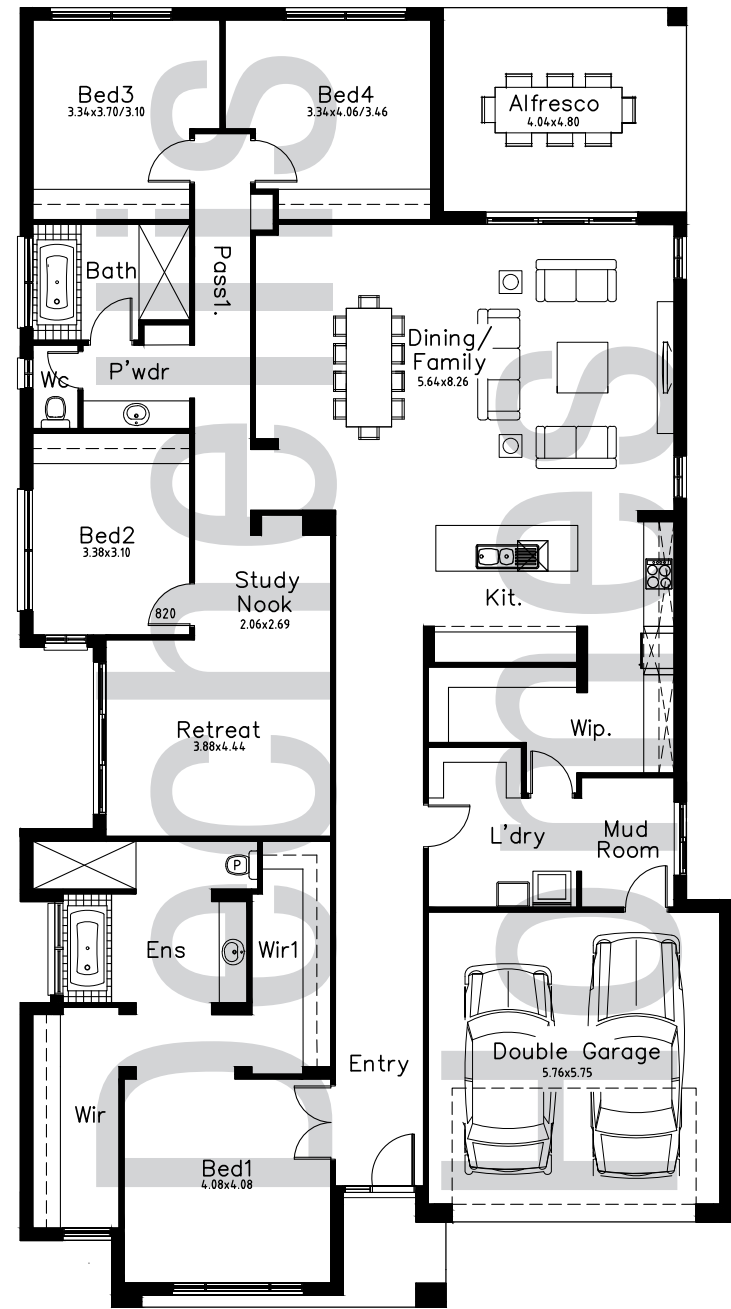 Bed3
3.34x3.70/3.10
Bed4
3.34x4.06/3.46
Alfresco
4.04x4.80
Bath
Pass1.
Dining/
Family
5.64x8.26
Wc
P'wdr
Bed2
3.38x3.10
820
Study
Nook
2.06x2.69
Kit.
Retreat
3.88x4.44
Wip.
L'dry
Mud
Room
P
Ens
Wir1
Entry
Double Garage
5.76x5.75
Wir
Bed1
4.08x4.08